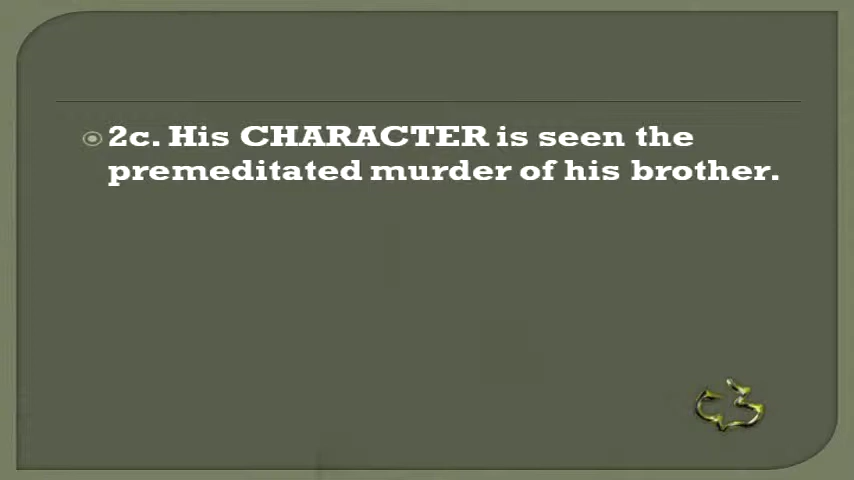 2c. His CHARACTER is seen the
premeditated murder of his brother.